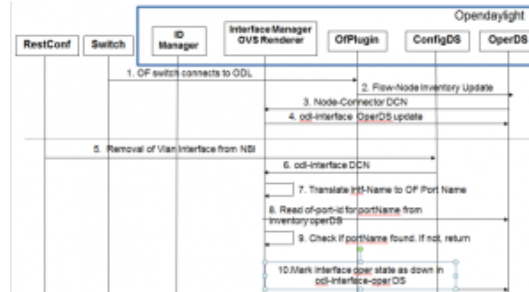 Opendaylight
RestConf
Switch
ID
Manager
Interface Manager
OVS Renderer
OfPlugin
ConfigDS
OperDS
1. OF switch connects to ODL
2. Flow-Node Inventory Update
3. Node-Connector DCN
4. odl-interface OperDS update
5. Removal of Vlan Interface from NBI
6. odl-interface DCN
7. Translate Intf-Name to OF Port Name
8. Read of-port-id for portName from
Inventory operDS
9. Check if portName found. If not, return
10.Mark interface oper state as down in
odl-interface-oper DS